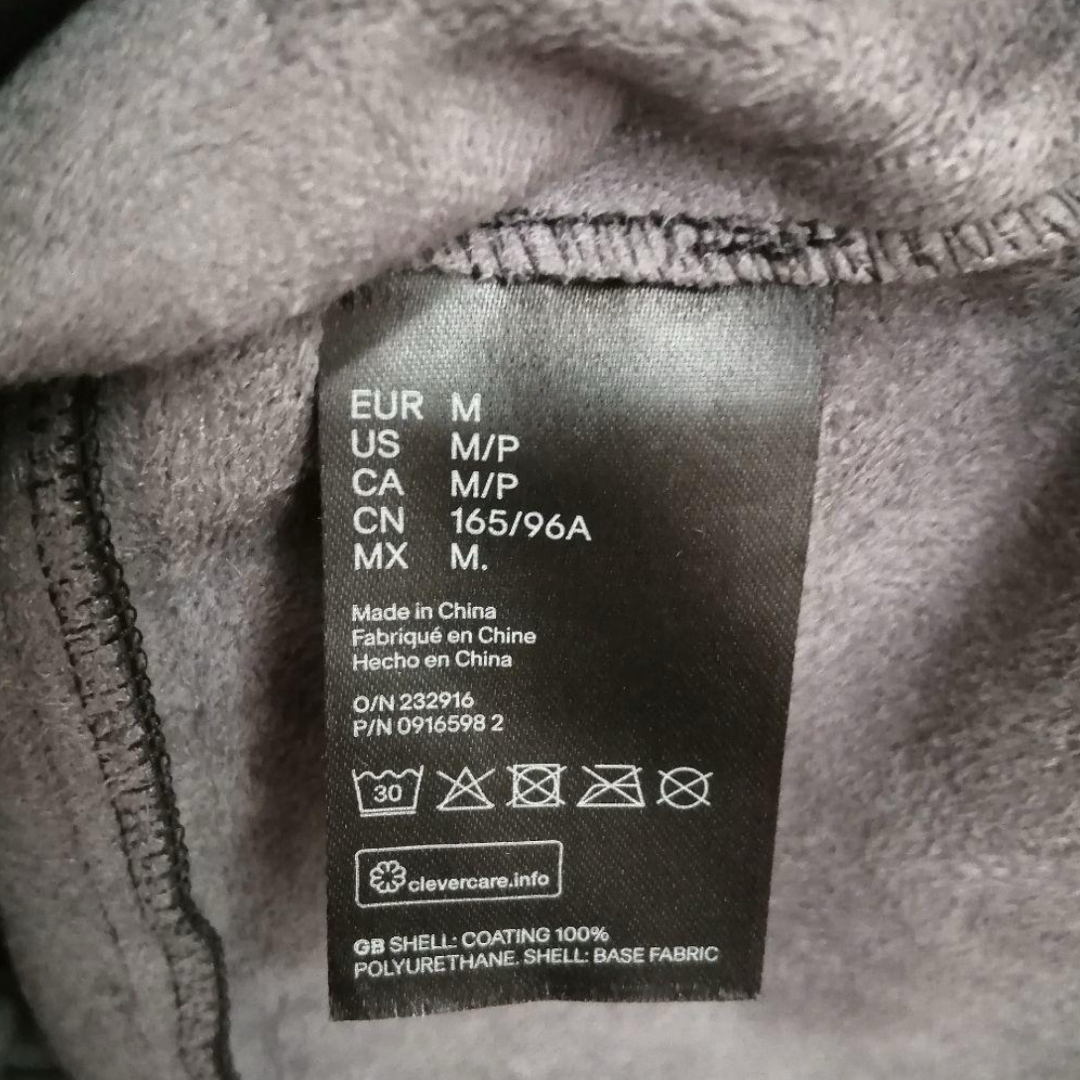 EUR M
US M/P
CA M/P
CN 165/96A
MX M.
Made in China
Fabriqué en Chine
Hecho en China
O/N 232916
P/N 0916598 2
30
clevercare.info
GB SHELL: COATING 100%
POLYURETHANE. SHELL: BASE FABRIC